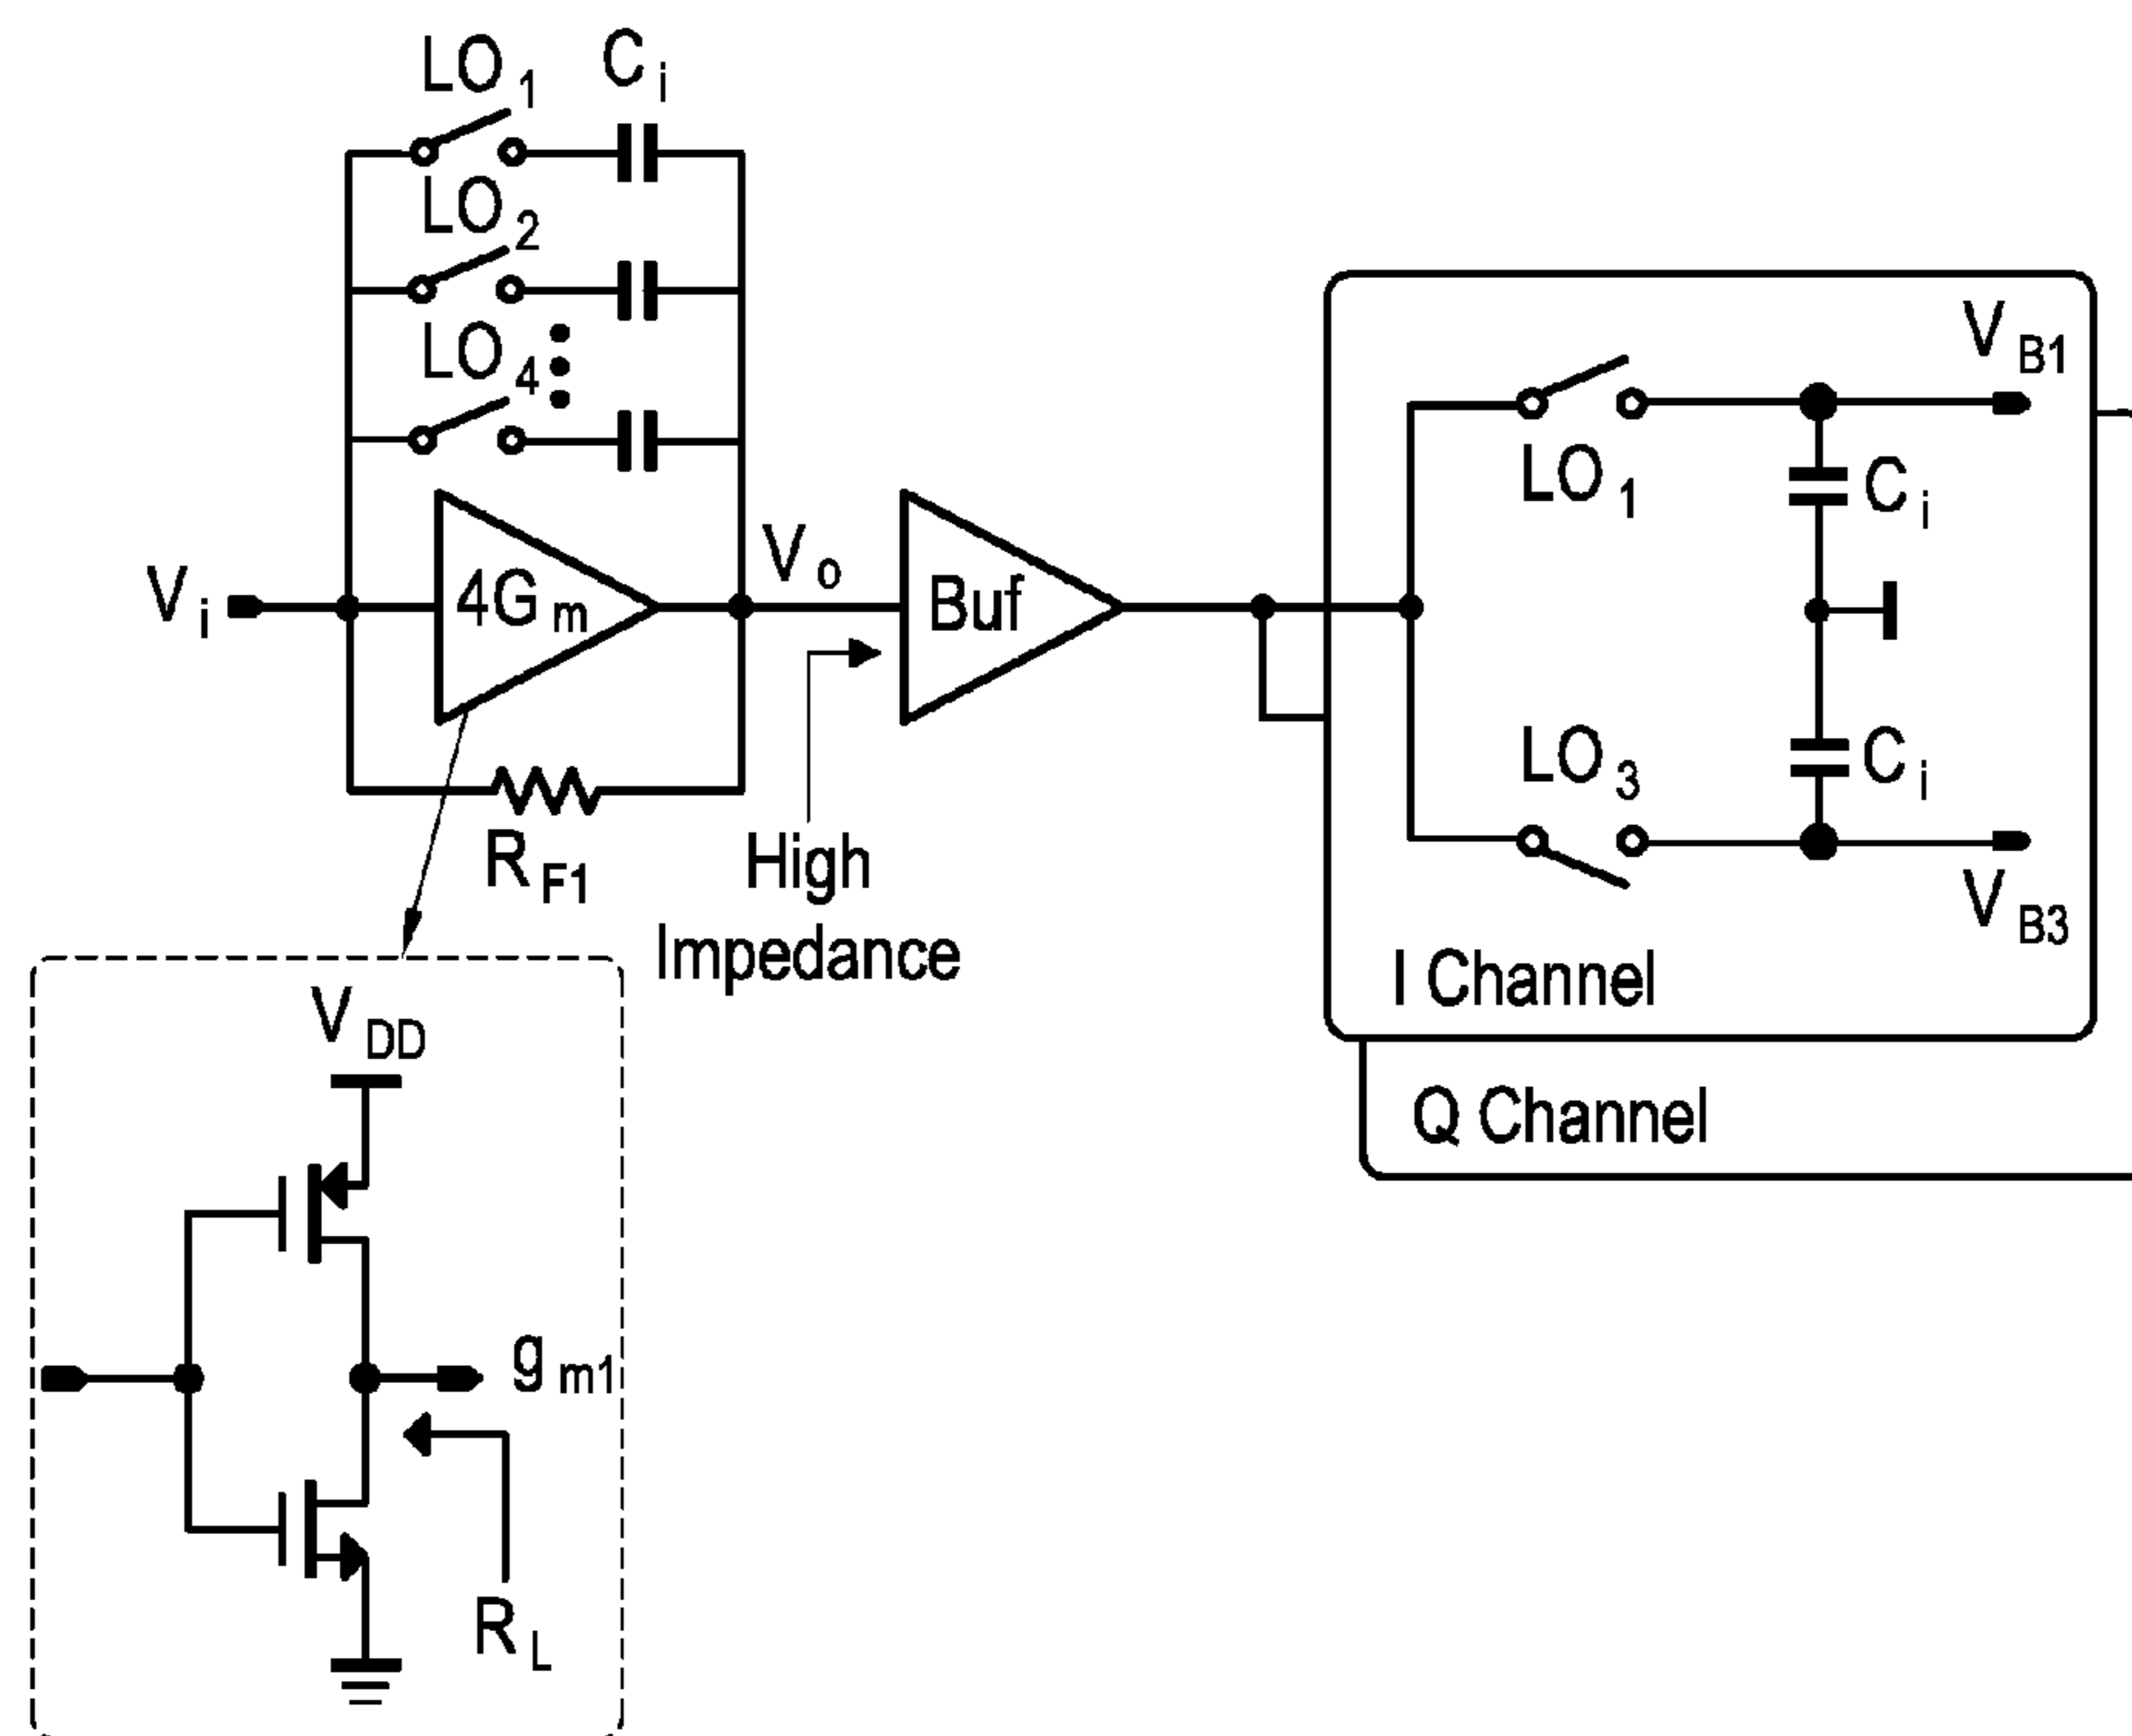 LO1
Ci
LO2
LO4
Vi
4Gm
Vo
Buf
RF1
High
Impedance
LO1
VB1
Ci
LO3
Ci
VB3
I Channel
Q Channel
VDD
gm1
RL